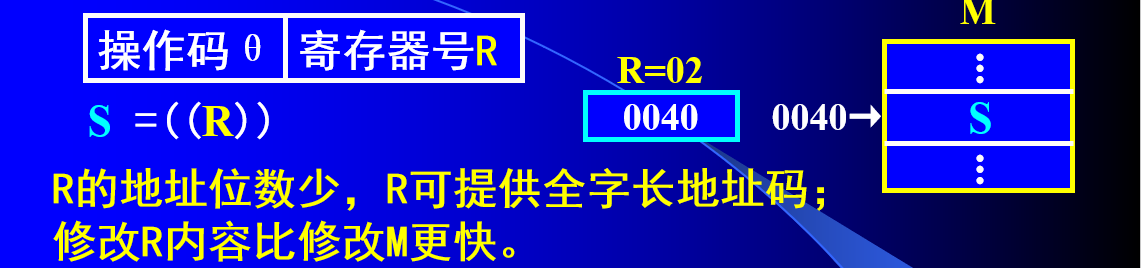 M
操作码 θ 寄存器号R
R=02
S =((R)) 0040 0040→ S
R的地址位数少，R可提供全字长地址码；
修改R内容比修改M更快。